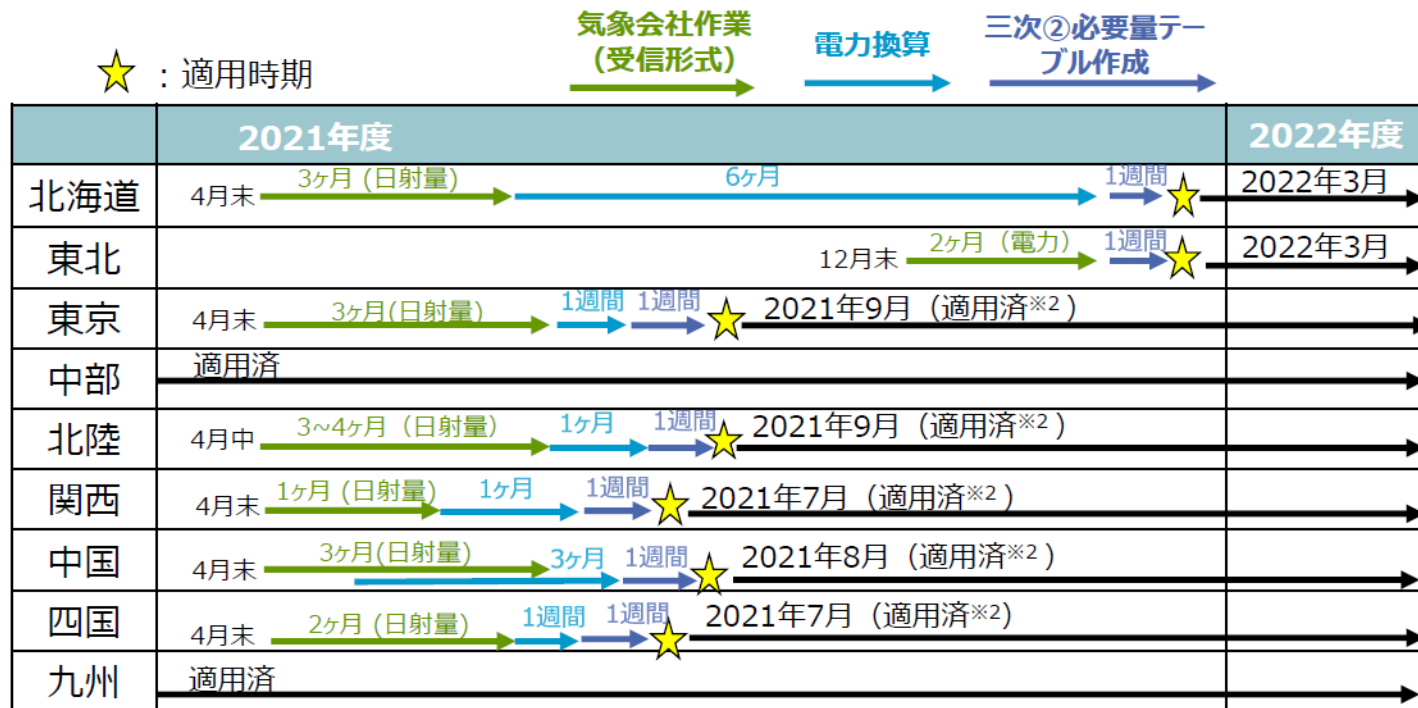 気象会社作業
(受信形式)
電力換算
三次②必要量テー
ブル作成
：適用時期
2021年度
2022年度
北海道
4月末
3ヶ月 (日射量)
6ヶ月
1週間
2022年3月
東北
12月末
2ヶ月（電力）
1週間
2022年3月
東京
4月末
3ヶ月(日射量)
1週間
1週間
2021年9月（適用済※2 ）
中部
適用済
北陸
4月中
3~4ヶ月（日射量）
1ヶ月
1週間
2021年9月（適用済※2 ）
関西
4月末
1ヶ月 (日射量)
1ヶ月
1週間
2021年7月（適用済※2 ）
中国
4月末
3ヶ月(日射量)
3ヶ月
1週間
2021年8月（適用済※2 ）
四国
4月末
2ヶ月 (日射量)
1週間
1週間
2021年7月（適用済※2）
九州
適用済